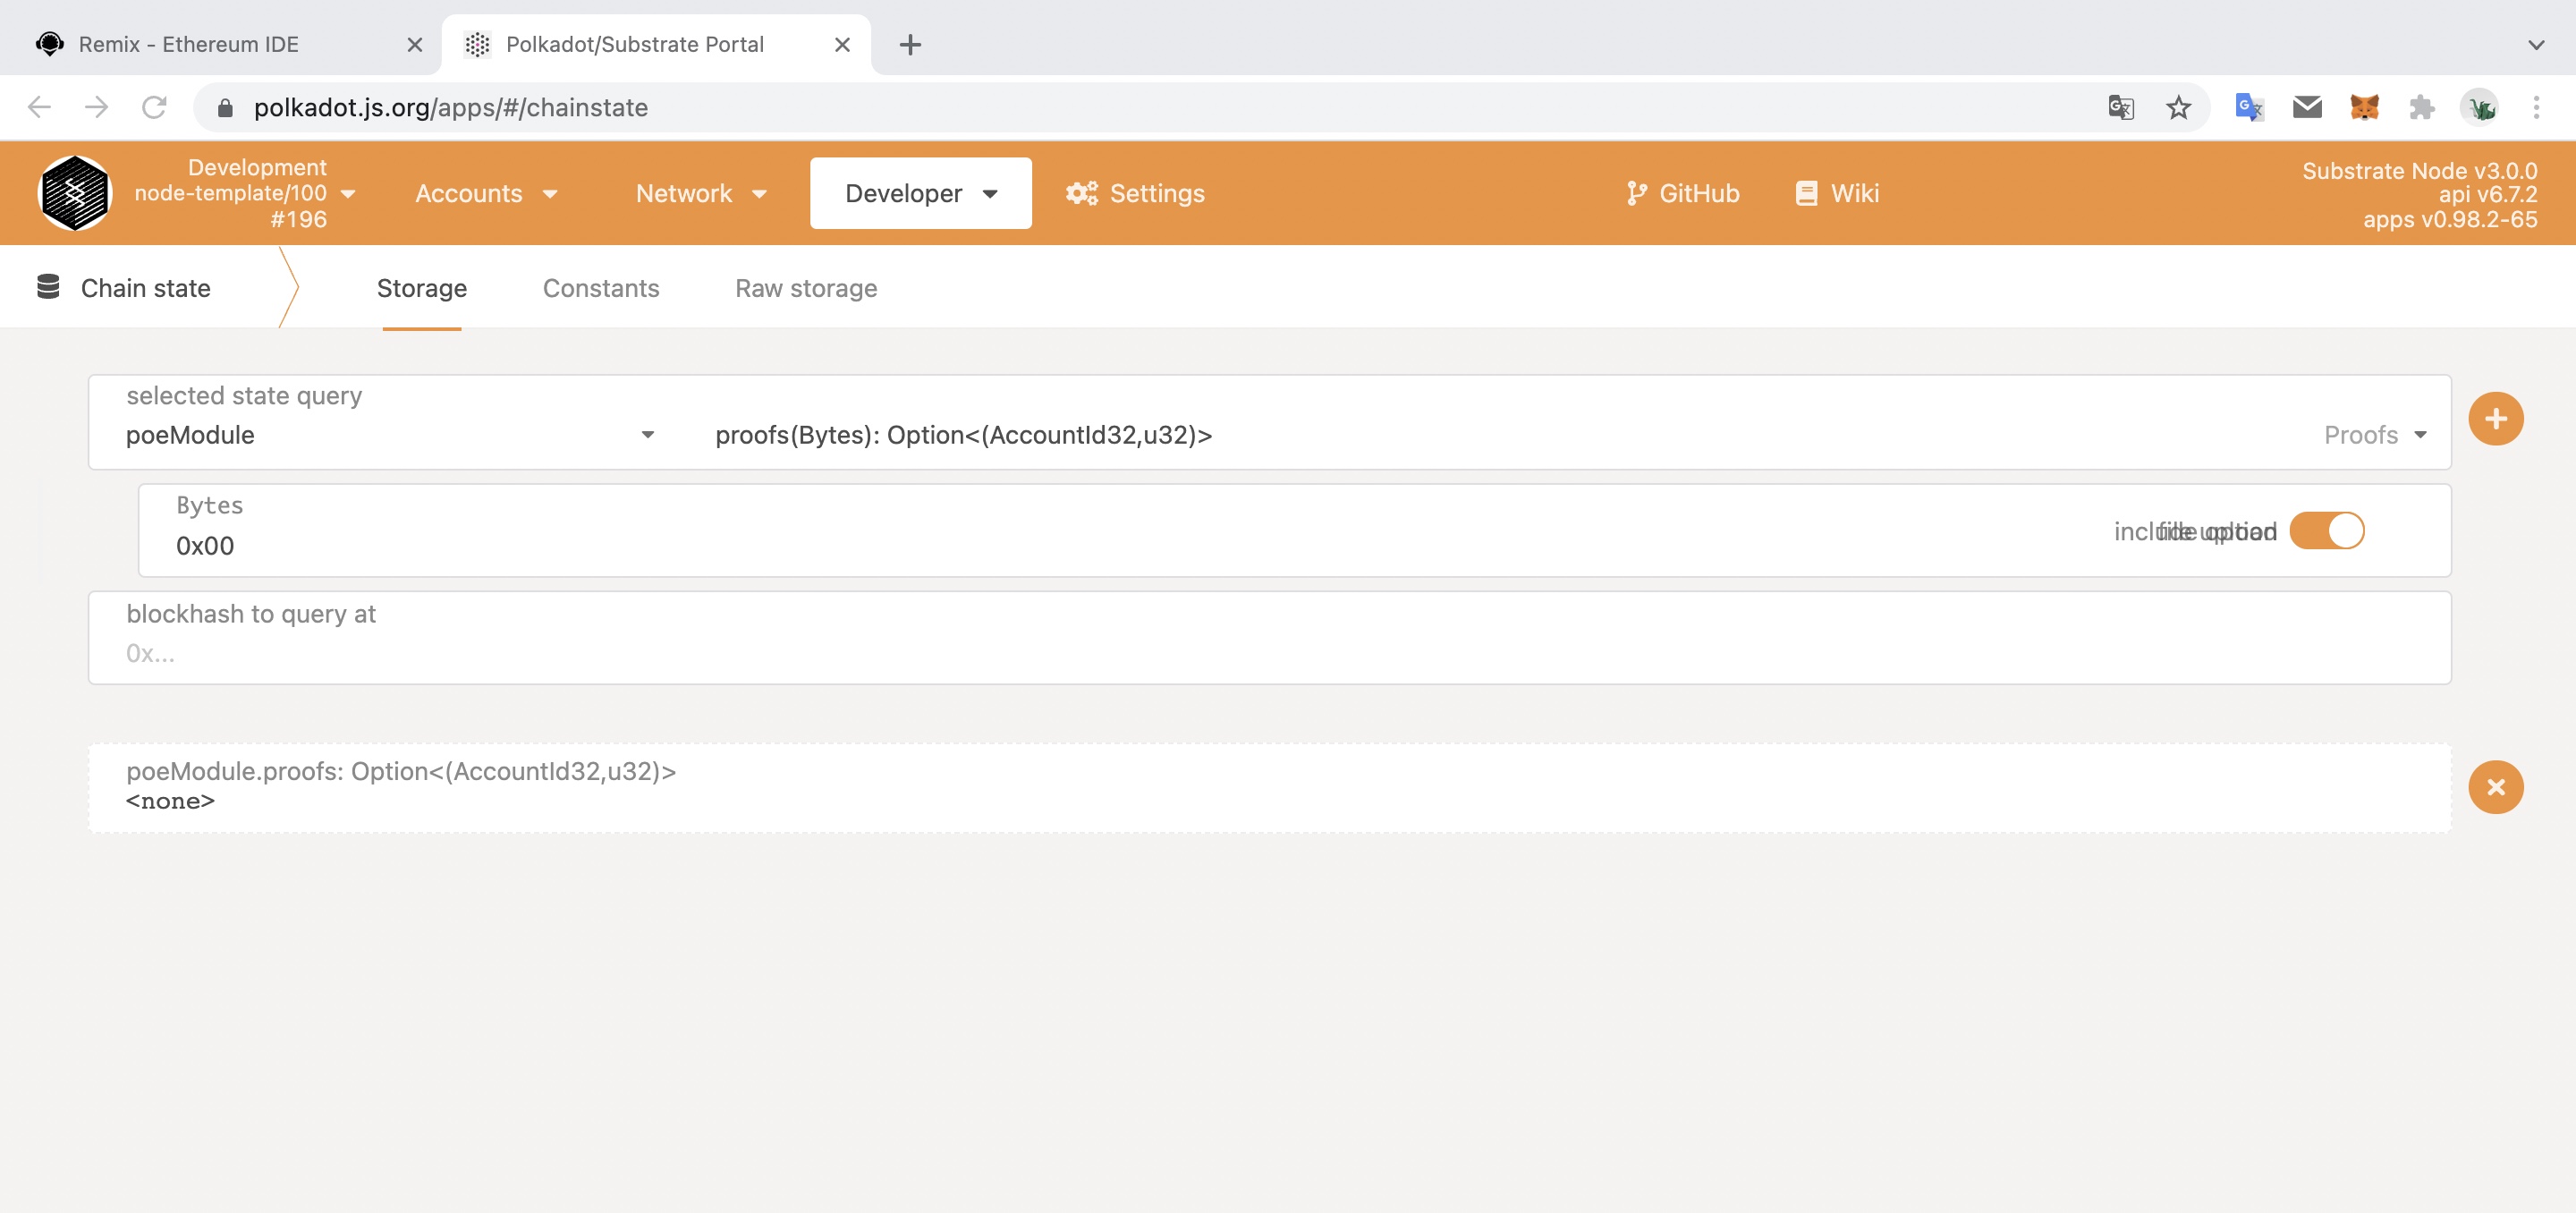 Remix - Ethereum IDE
Polkadot/Substrate Portal
polkadot.js.org/apps/#/chainstate
Development
node-template/100
#196
Accounts
Network
Developer
Settings
GitHub
Wiki
Substrate Node v3.0.0
api v6.7.2
apps v0.98.2-65
Chain state
Storage
Constants
Raw storage
selected state query
poeModule
proofs(Bytes): Option<(AccountId32,u32)>
Proofs
Bytes
0x00
include option
file upload
blockhash to query at
0x...
poeModule.proofs: Option<(AccountId32,u32)>
<none>